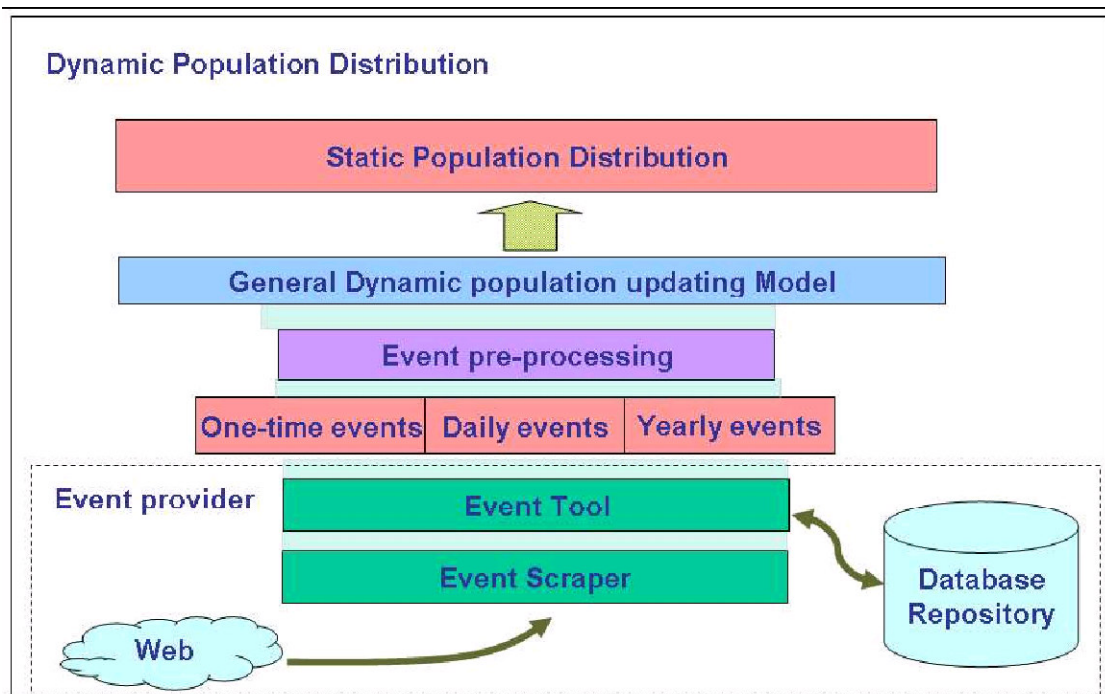 Dynamic Population Distribution
Static Population Distribution
General Dynamic population updating Model
Event pre-processing
One-time events
Daily events
Yearly events
Event provider
Event Tool
Event Scraper
Database
Repository
Web